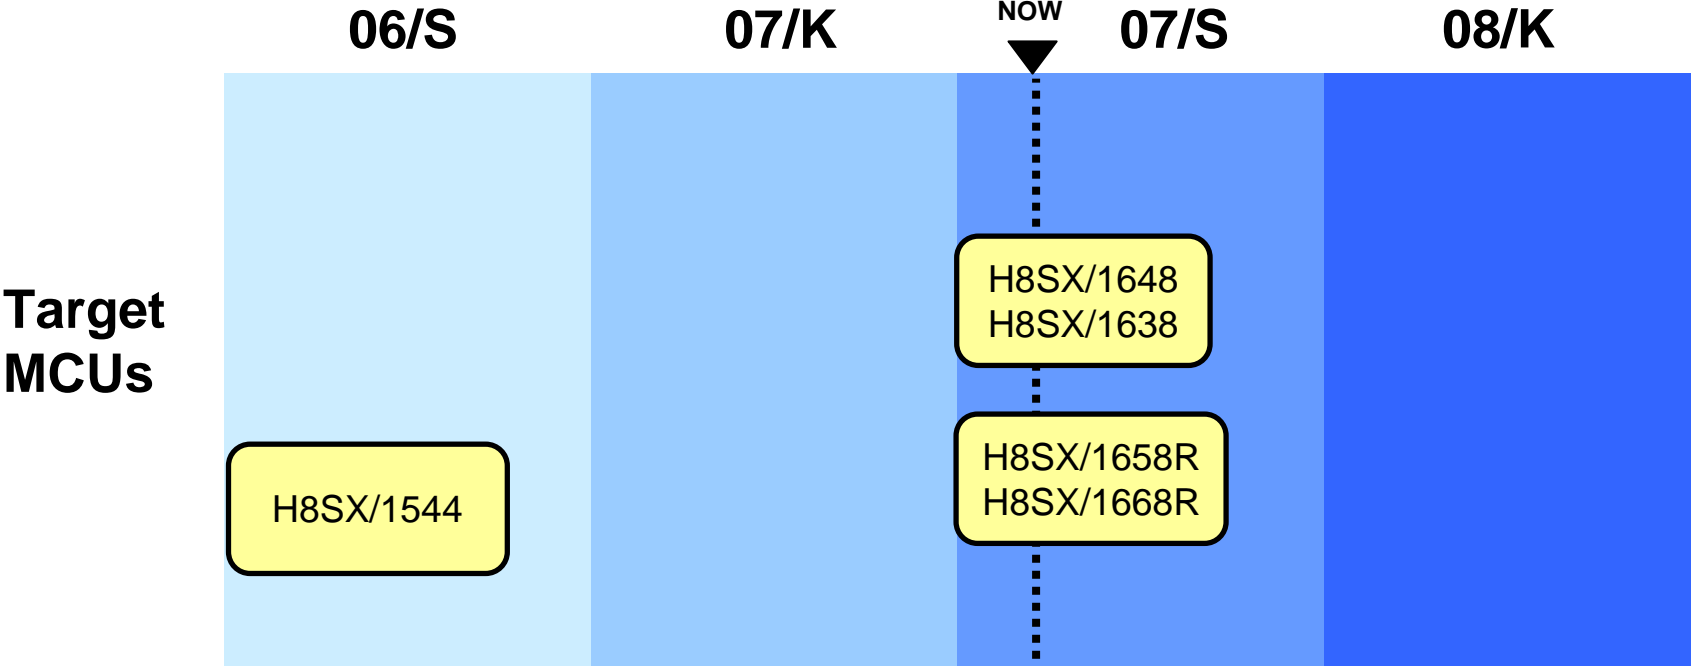 06/S 07/K NOW 07/S 08/K
Target
MCUs
H8SX/1648
H8SX/1638
H8SX/1658R
H8SX/1668R
H8SX/1544